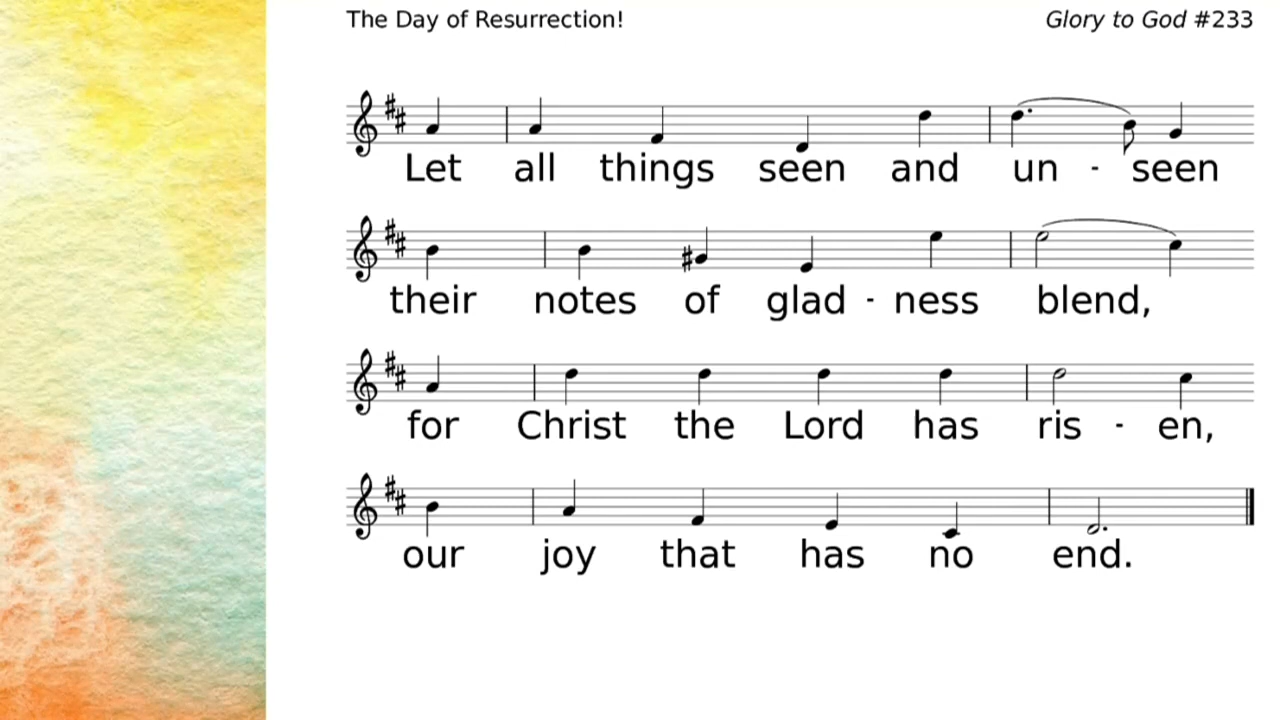 The Day of Resurrection!
Glory to God #233
Let all things seen and un - seen
their notes of glad - ness blend,
for Christ the Lord has ris - en,
our joy that has no end.